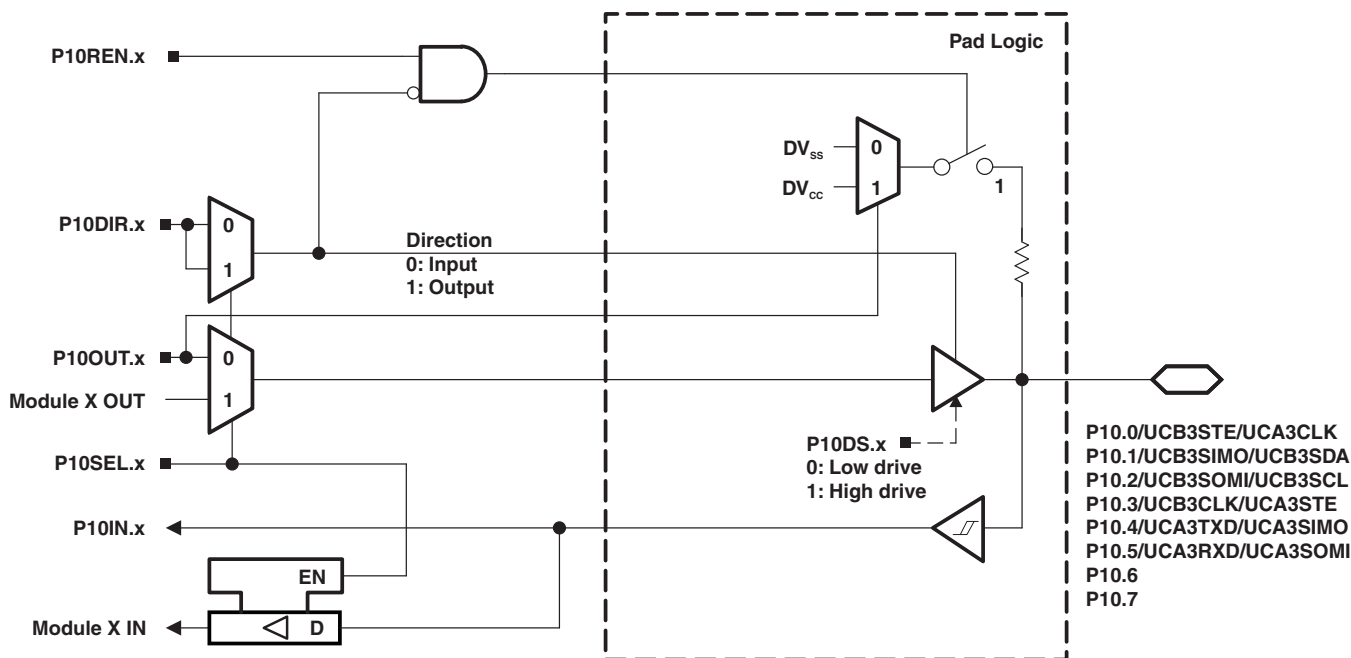 Pad Logic
P10REN.x
DVss
0
DVcc
1
1
P10DIR.x
0
1
Direction
0: Input
1: Output
P10OUT.x
0
Module X OUT
1
P10DS.x
0: Low drive
1: High drive
P10SEL.x
P10IN.x
EN
Module X IN
D
P10.0/UCB3STE/UCA3CLK
P10.1/UCB3SIMO/UCB3SDA
P10.2/UCB3SOMI/UCB3SCL
P10.3/UCB3CLK/UCA3STE
P10.4/UCA3TXD/UCA3SIMO
P10.5/UCA3RXD/UCA3SOMI
P10.6
P10.7